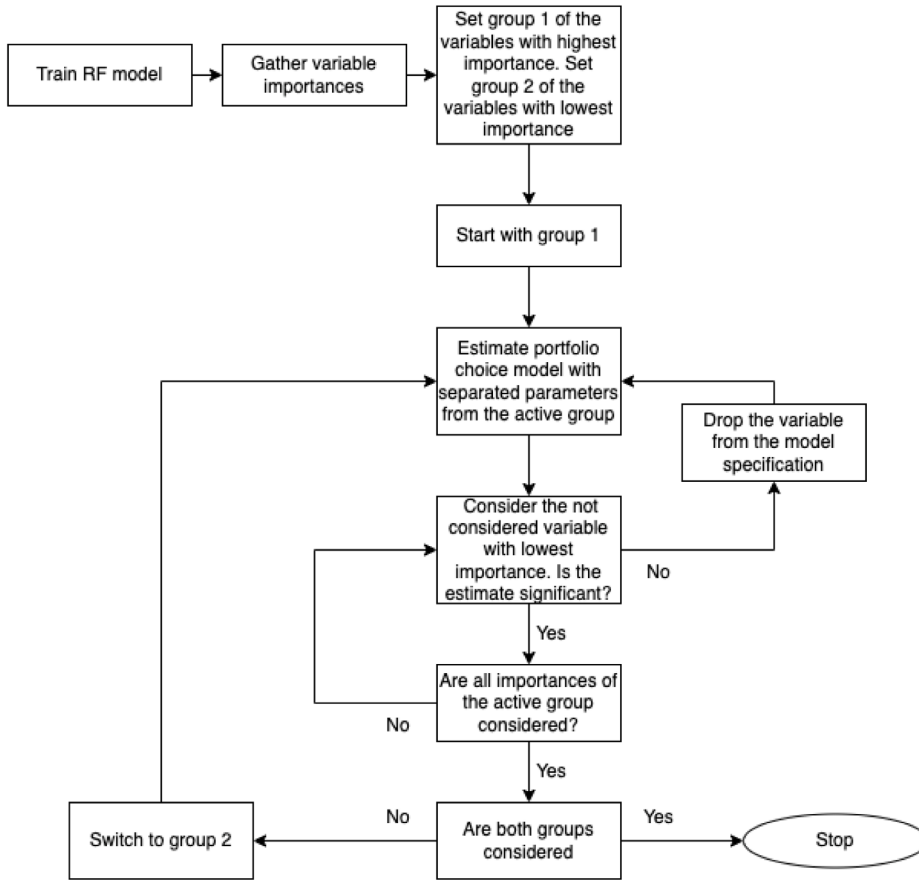 Train RF model
Gather variable
importances
Set group 1 of the
variables with highest
importance. Set
group 2 of the
variables with lowest
importance
Start with group 1
Estimate portfolio
choice model with
separated parameters
from the active group
Drop the variable
from the model
specification
Consider the not
considered variable
with lowest
importance. Is the
estimate significant?
No
Yes
Are all importances of
the active group
considered?
No
Yes
Switch to group 2
No
Are both groups
considered
Yes
Stop